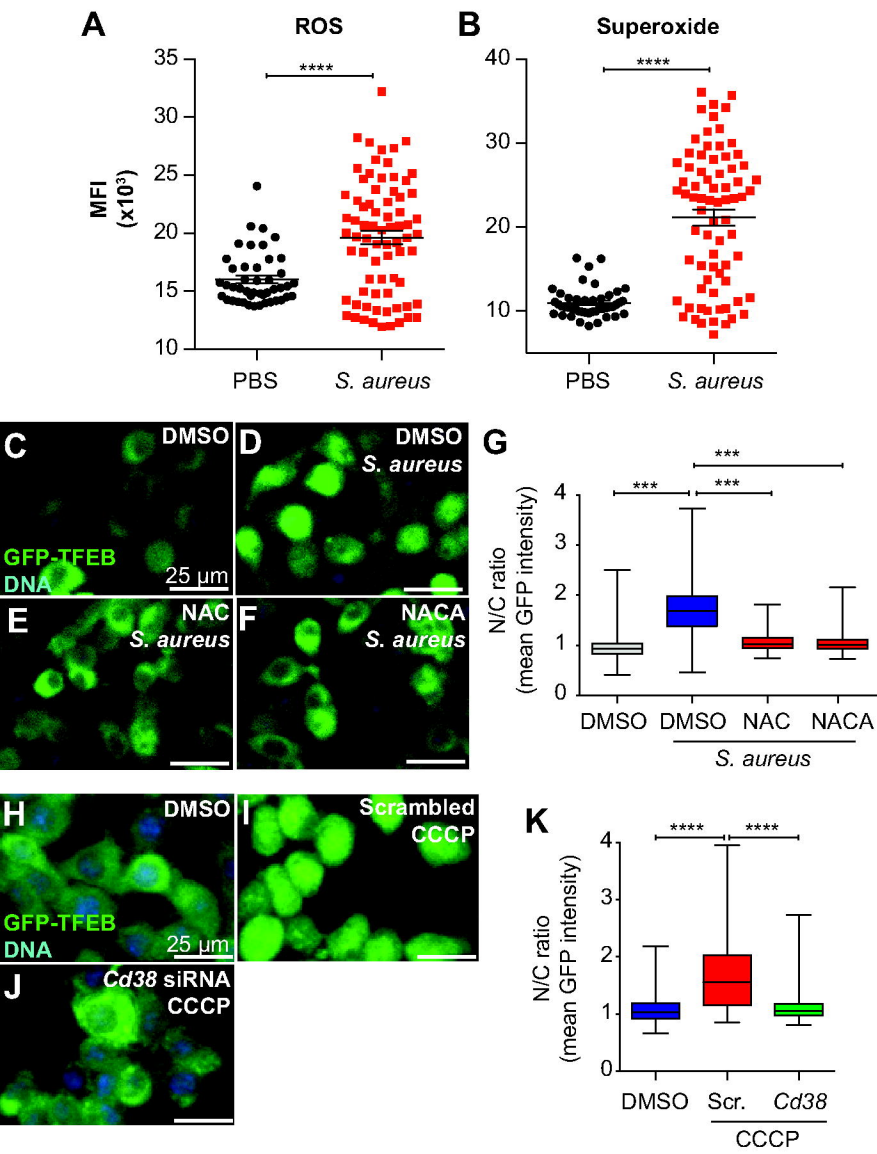 A
ROS
****
MFI
(x10³)
35
30
25
20
15
10
PBS
S. aureus
B
Superoxide
****
40
30
20
10
PBS
S. aureus
C
DMSO
GFP-TFEB
DNA
25 µm
D
DMSO
S. aureus
E
NAC
S. aureus
F
NACA
S. aureus
G
***
***
***
N/C ratio
(mean GFP intensity)
4
3
2
1
0
DMSO
DMSO
NAC
NACA
S. aureus
H
DMSO
GFP-TFEB
DNA
25 µm
I
Scrambled
CCCP
J
Cd38 siRNA
CCCP
K
****
****
N/C ratio
(mean GFP intensity)
4
3
2
1
0
DMSO
Scr.
Cd38
CCCP